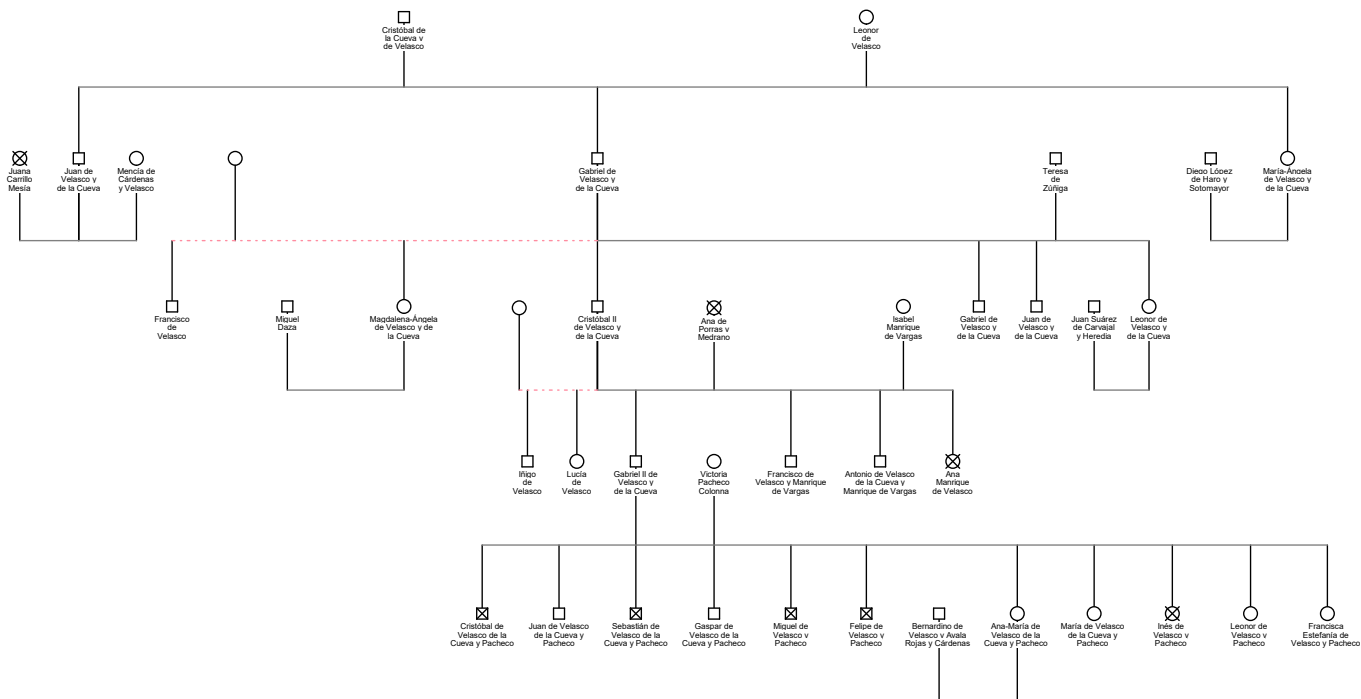 Cristóbal de
la Cueva y
de Velasco
Leonor
de
Velasco
Juana
Carrillo
Mesía
Juan de
Velasco y
de la Cueva
Mencía de
Cárdenas
y Velasco
Gabriel de
Velasco y
de la Cueva
Teresa
de
Zúñiga
Diego López
de Haro y
Sotomayor
María-Ángela
de Velasco y
de la Cueva
Francisco
de
Velasco
Miguel
Daza
Magdalena-Ángela
de Velasco y de
la Cueva
Cristóbal II
de Velasco y
de la Cueva
Ana de
Porras y
Medrano
Isabel
Manrique
de Vargas
Gabriel de
Velasco y
de la Cueva
Juan de
Velasco y
de la Cueva
Juan Suárez
de Carvajal
y Heredia
Leonor de
Velasco y
de la Cueva
Iñigo
de
Velasco
Lucía
de
Velasco
Gabriel II de
Velasco y
de la Cueva
Victoria
Pacheco
Colonna
Francisco de
Velasco y Manrique
de Vargas
Antonio de Velasco
de la Cueva y
Manrique de Vargas
Ana
Manrique
de Velasco
Cristóbal de
Velasco de la
Cueva y Pacheco
Juan de Velasco
de la Cueva y
Pacheco
Sebastián de
Velasco de la
Cueva y Pacheco
Gaspar de
Velasco de la
Cueva y Pacheco
Miguel de
Velasco y
Pacheco
Felipe de
Velasco y
Pacheco
Bernardino de
Velasco y Ayala
Rojas y Cárdenas
Ana-María de
Velasco de la
Cueva y Pacheco
María de Velasco
de la Cueva y
Pacheco
Inés de
Velasco y
Pacheco
Leonor de
Velasco y
Pacheco
Francisca
Estefanía de
Velasco y Pacheco